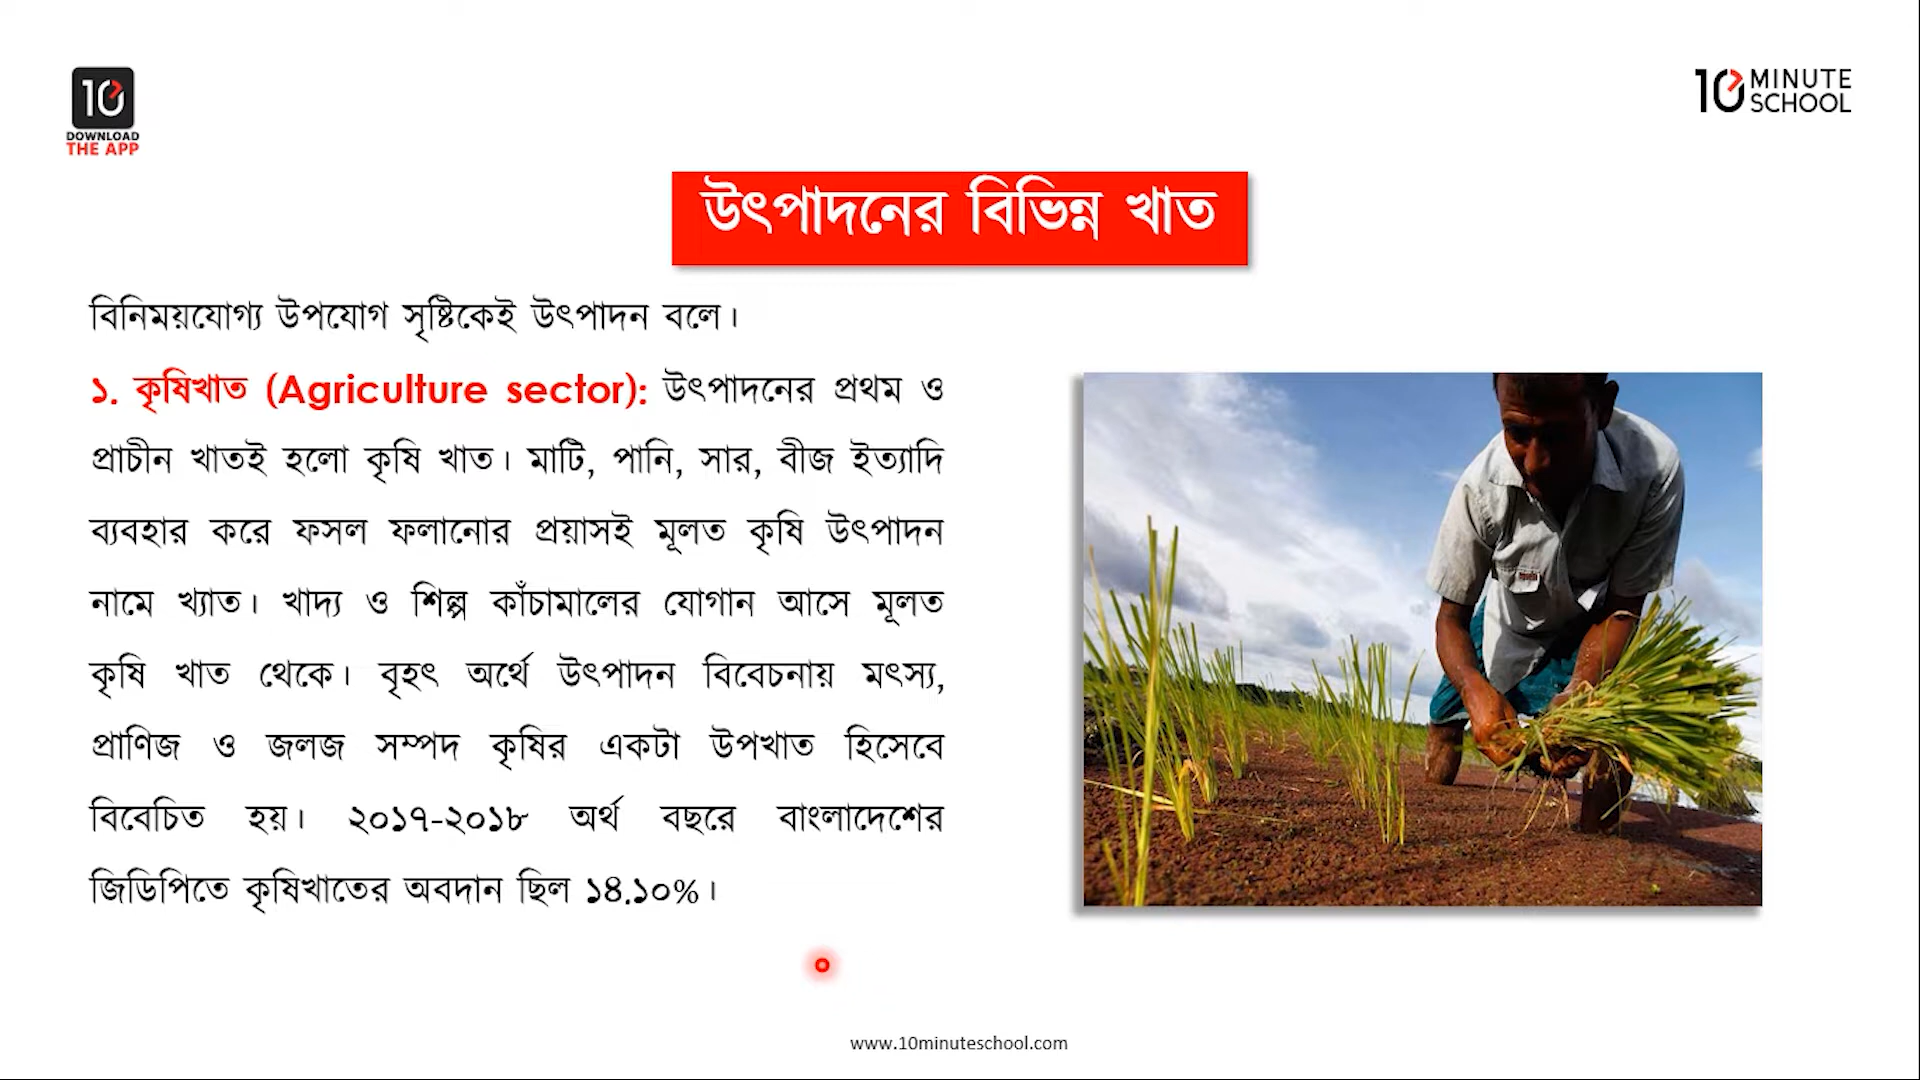 10
DOWNLOAD
THE APP
10 MINUTE
SCHOOL
উৎপাদনের বিভিন্ন খাত
বিনিময়যোগ্য উপযোগ সৃষ্টিকেই উৎপাদন বলে।
১. কৃষিখাত (Agriculture sector): উৎপাদনের প্রথম ও
প্রাচীন খাতই হলো কৃষি খাত। মাটি, পানি, সার, বীজ ইত্যাদি
ব্যবহার করে ফসল ফলানোর প্রয়াসই মূলত কৃষি উৎপাদন
নামে খ্যাত। খাদ্য ও শিল্প কাঁচামালের যোগান আসে মূলত
কৃষি খাত থেকে। বৃহৎ অর্থে উৎপাদন বিবেচনায় মৎস্য,
প্রাণিজ ও জলজ সম্পদ কৃষির একটা উপখাত হিসেবে
বিবেচিত হয়। ২০১৭-২০১৮ অর্থ বছরে বাংলাদেশের
জিডিপিতে কৃষিখাতের অবদান ছিল ১৪.১০%।
www.10minuteschool.com